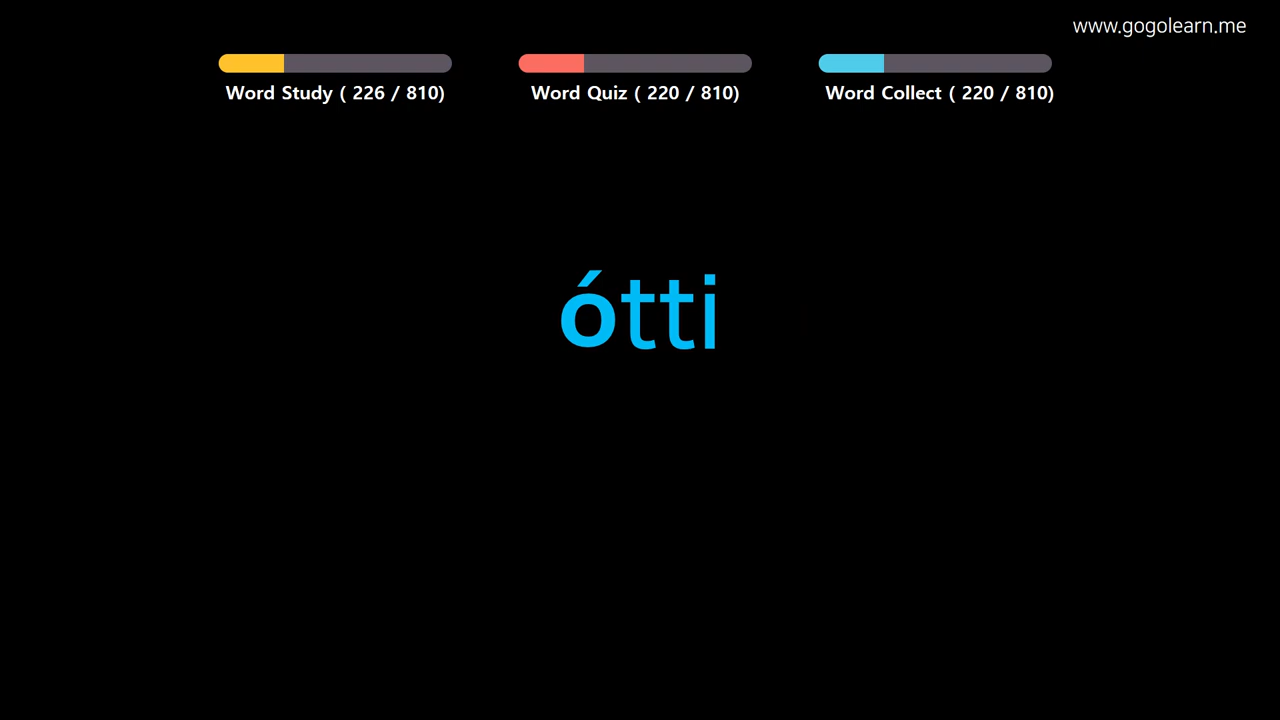 www.gogolearn.me
Word Study ( 226 / 810)
Word Quiz ( 220 / 810)
Word Collect ( 220 / 810)
ótti